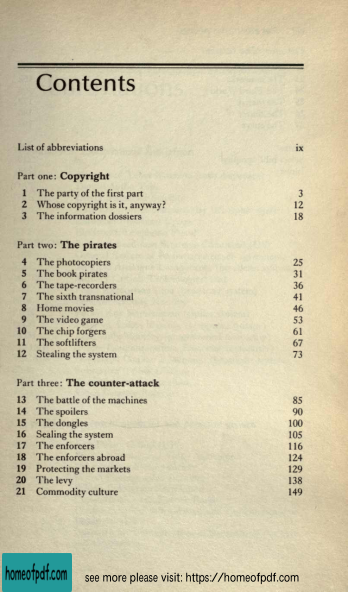 Contents
List of abbreviations ix
Part one: Copyright
1 The party of the first part 3
2 Whose copyright is it, anyway? 12
3 The information dossiers 18
Part two: The pirates
4 The photocopiers 25
5 The book pirates 31
6 The tape-recorders 36
7 The sixth transnational 41
8 Home movies 46
9 The video game 53
10 The chip forgers 61
11 The softlifters 67
12 Stealing the system 73
Part three: The counter-attack
13 The battle of the machines 85
14 The spoilers 90
15 The dongles 100
16 Sealing the system 105
17 The enforcers 116
18 The enforcers abroad 124
19 Protecting the markets 129
20 The levy 138
21 Commodity culture 149
homeofpdf.com see more please visit: https://homeofpdf.com